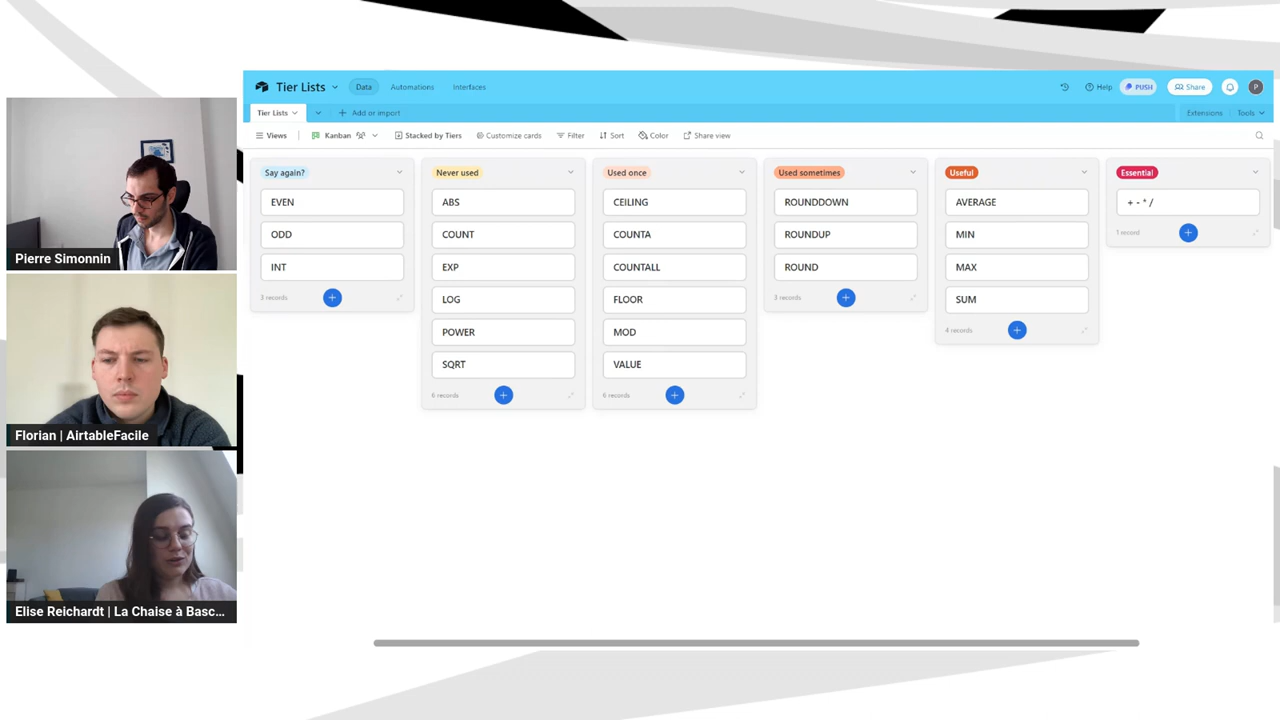 Pierre Simonnin
Florian | AirtableFacile
Elise Reichardt | La Chaise à Basc...
Tier Lists
Data
Automations
Interfaces
Help
PUSH
Share
P
Tier Lists
Add or import
Extensions
Tools
Views
Kanban
Stacked by Tiers
Customize cards
Filter
Sort
Color
Share view
Say again?
EVEN
ODD
INT
3 records
Never used
ABS
COUNT
EXP
LOG
POWER
SQRT
6 records
Used once
CEILING
COUNTA
COUNTALL
FLOOR
MOD
VALUE
6 records
Used sometimes
ROUNDDOWN
ROUNDUP
ROUND
3 records
Useful
AVERAGE
MIN
MAX
SUM
4 records
Essential
+ - * /
1 record